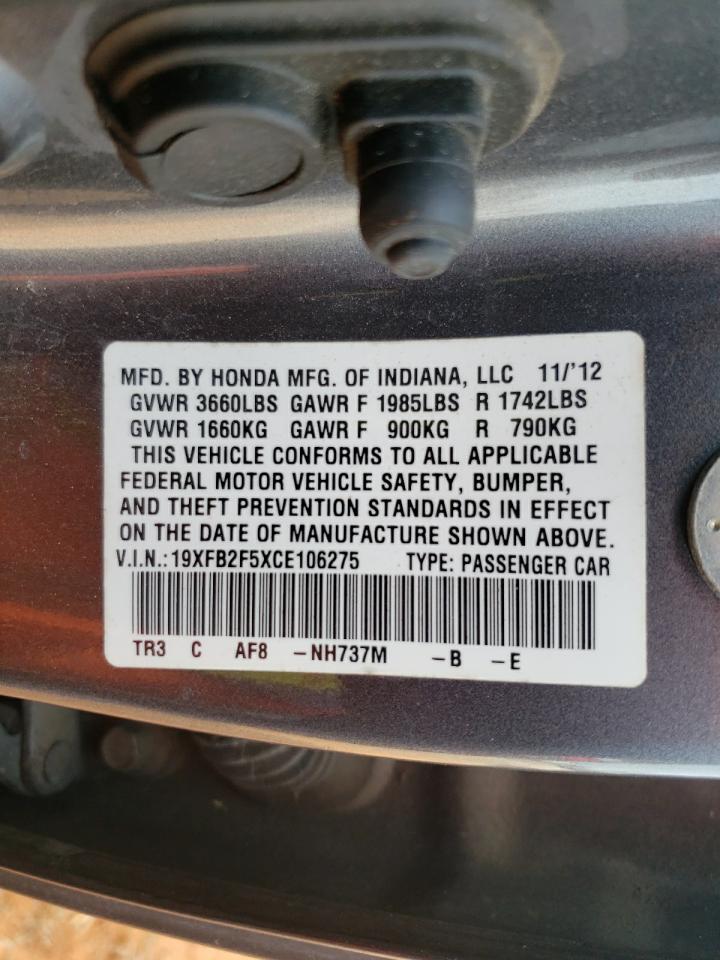 MFD. BY HONDA MFG. OF INDIANA, LLC 11/'12
GVWR 3660LBS GAWR F 1985LBS R 1742LBS
GVWR 1660KG GAWR F 900KG R 790KG
THIS VEHICLE CONFORMS TO ALL APPLICABLE
FEDERAL MOTOR VEHICLE SAFETY, BUMPER,
AND THEFT PREVENTION STANDARDS IN EFFECT
ON THE DATE OF MANUFACTURE SHOWN ABOVE.
V.I.N.:19XFB2F5XCE106275 TYPE: PASSENGER CAR
TR3 C AF8 -NH737M -B -E